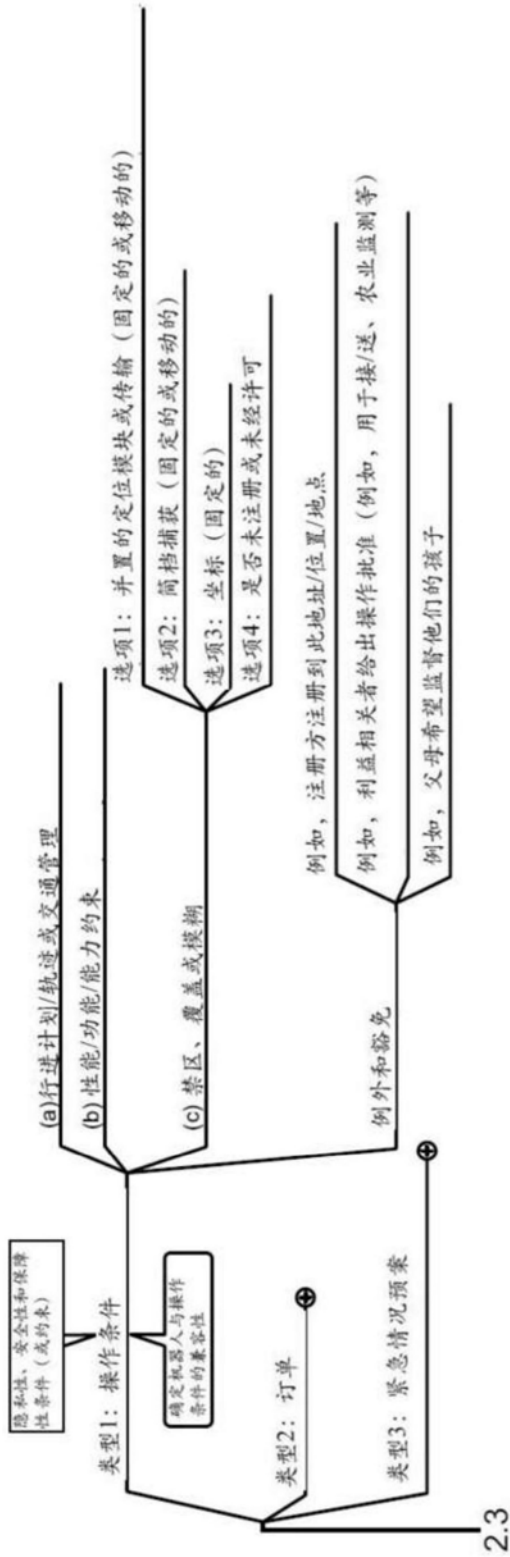 2.3
隐私性、安全性和保障
性条件（或约束）
类型1：操作条件
确定机器人与操作
条件的兼容性
(a)行进计划/轨迹或交通管理
(b)性能/功能/能力约束
(c)禁区、覆盖或模糊
选项1：并置的定位模块或传输（固定的或移动的）
选项2：简档捕获（固定的或移动的）
选项3：坐标（固定的）
选项4：是否未注册或未经许可
例外和豁免
例如，注册方注册到此地址/位置/地点
例如，利益相关者给出操作批准（例如，用于接/送、农业监测等）
例如，父母希望监督他们的孩子
类型2：订单
类型3：紧急情况预案